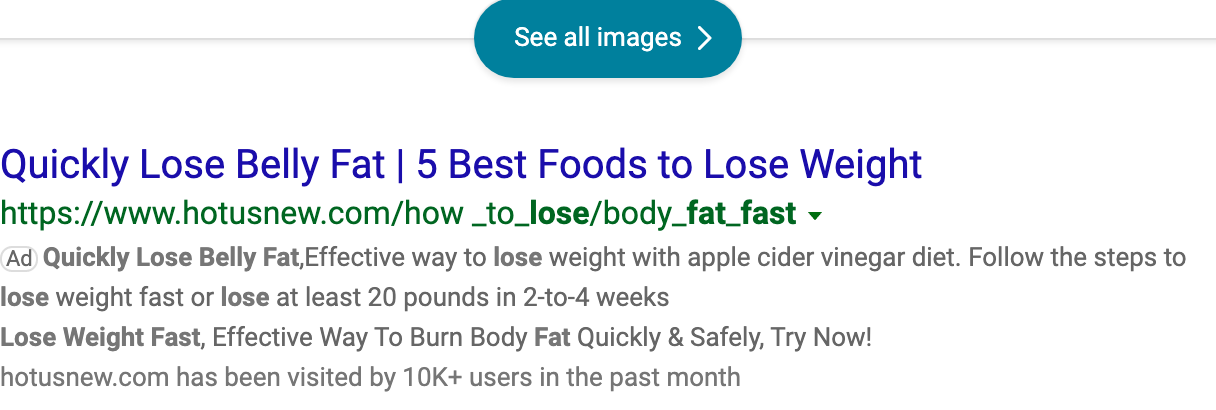 See all images
Quickly Lose Belly Fat | 5 Best Foods to Lose Weight
https://www.hotusnew.com/how _to_lose/body_fat_fast
Ad Quickly Lose Belly Fat,Effective way to lose weight with apple cider vinegar diet. Follow the steps to
lose weight fast or lose at least 20 pounds in 2-to-4 weeks
Lose Weight Fast, Effective Way To Burn Body Fat Quickly & Safely, Try Now!
hotusnew.com has been visited by 10K+ users in the past month